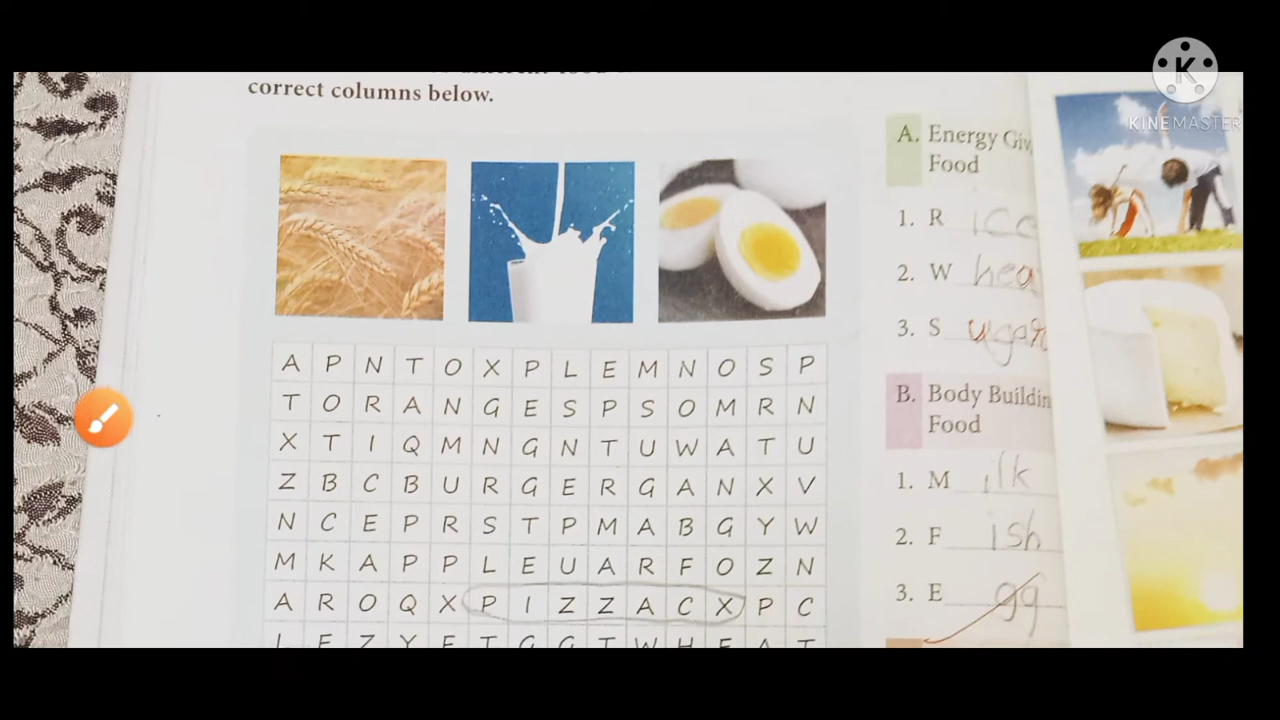 correct columns below.
KINEMASTER
A. Energy Giv
Food
1. R ice
2. W hea
3. S ugar
B. Body Buildin
Food
1. M ilk
2. F ish
3. E gg
A P N T O X P L E M N O S P
T O R A N G E S P S O M R N
X T I Q M N G N T U W A T U
Z B C B U R G E R G A N X V
N C E P R S T P M A B G Y W
M K A P P L E U A R F O Z N
A R O Q X P I Z Z A C X P C
L E Z Y E T G G T W H E A T